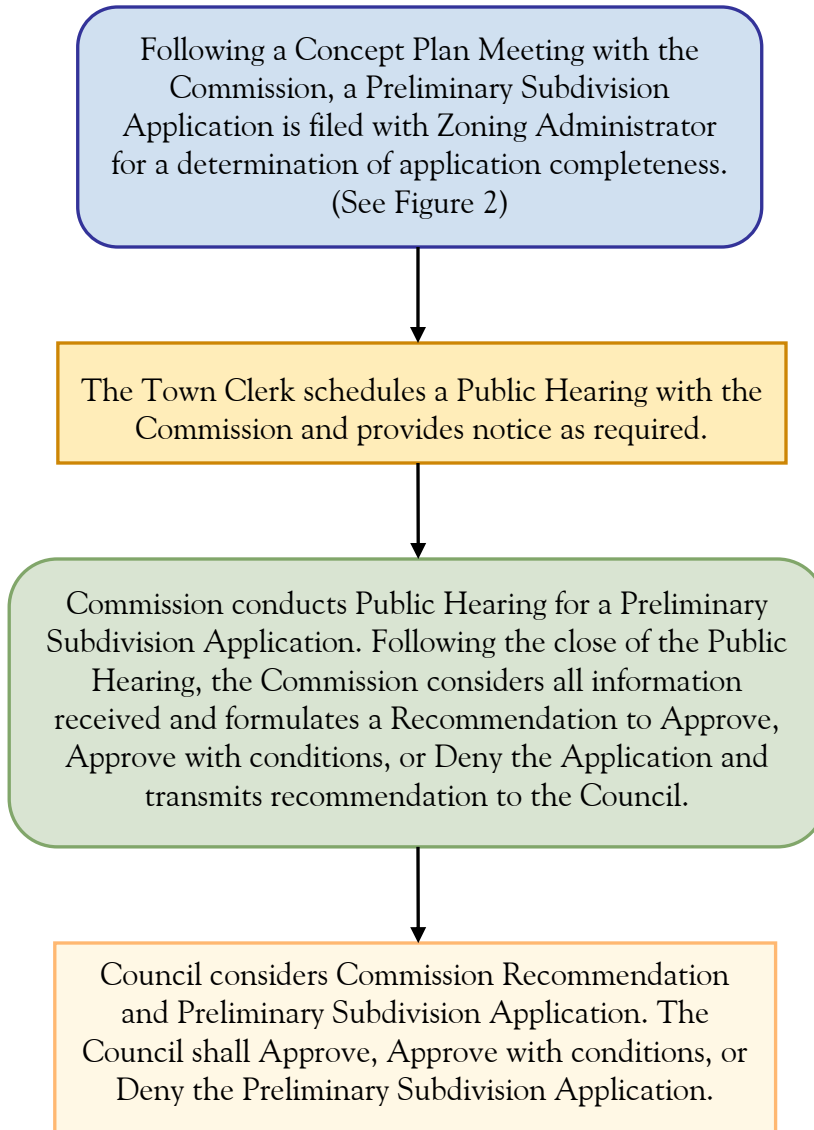 Following a Concept Plan Meeting with the
Commission, a Preliminary Subdivision
Application is filed with Zoning Administrator
for a determination of application completeness.
(See Figure 2)
The Town Clerk schedules a Public Hearing with the
Commission and provides notice as required.
Commission conducts Public Hearing for a Preliminary
Subdivision Application. Following the close of the Public
Hearing, the Commission considers all information
received and formulates a Recommendation to Approve,
Approve with conditions, or Deny the Application and
transmits recommendation to the Council.
Council considers Commission Recommendation
and Preliminary Subdivision Application. The
Council shall Approve, Approve with conditions, or
Deny the Preliminary Subdivision Application.